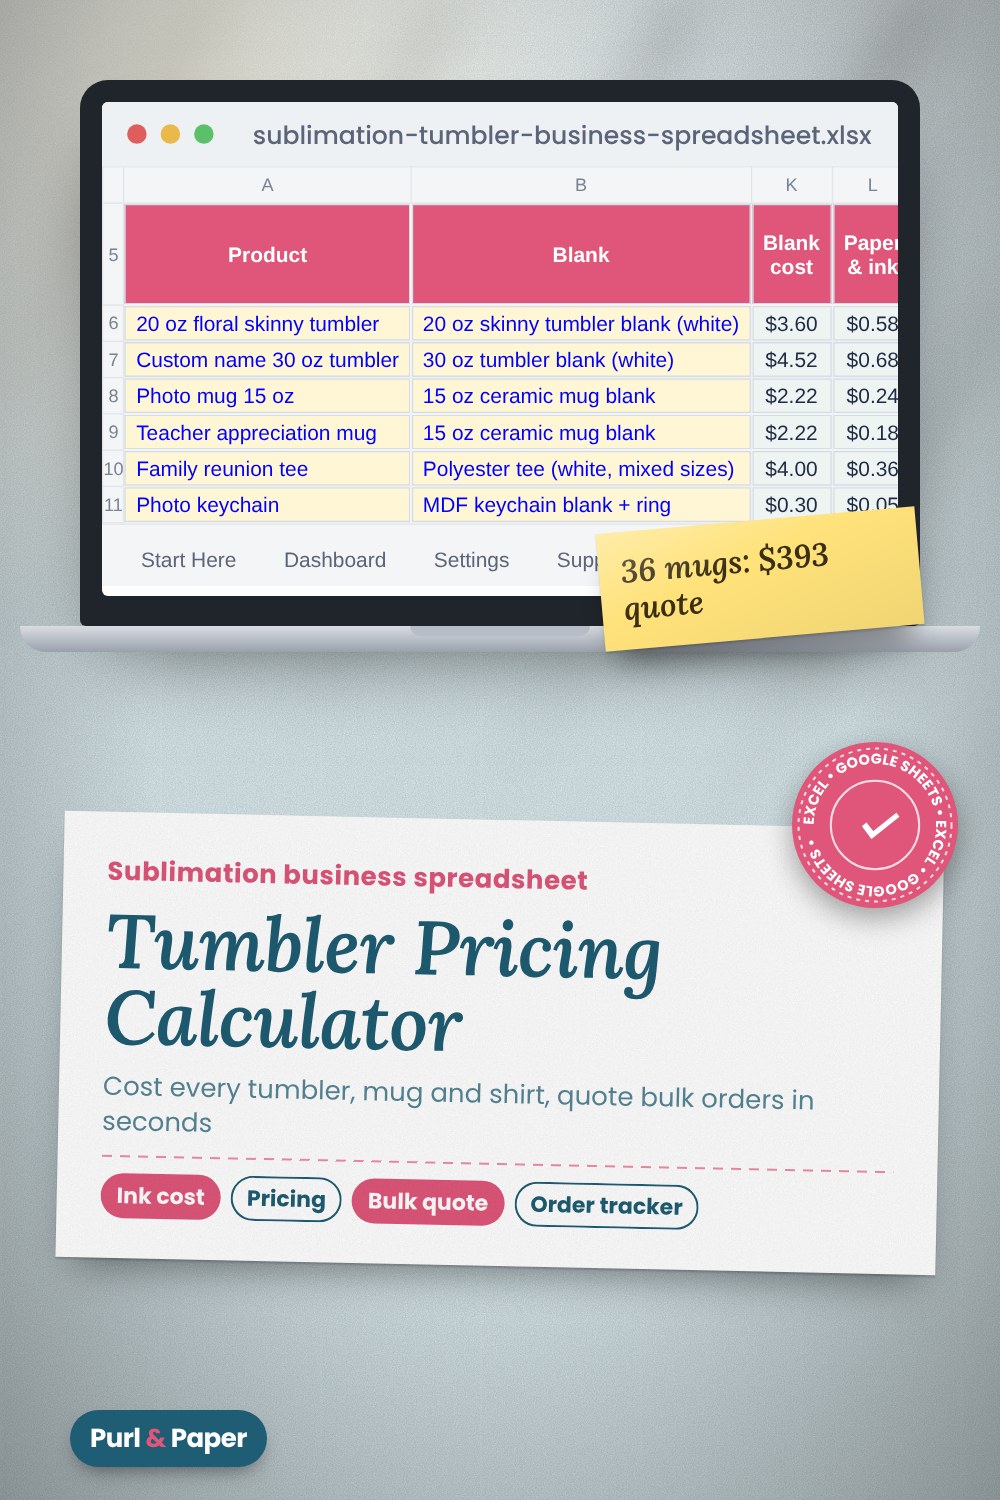 sublimation-tumbler-business-spreadsheet.xlsx
A B K L
5 Product Blank Blank cost Paper & ink
6 20 oz floral skinny tumbler 20 oz skinny tumbler blank (white) $3.60 $0.58
7 Custom name 30 oz tumbler 30 oz tumbler blank (white) $4.52 $0.68
8 Photo mug 15 oz 15 oz ceramic mug blank $2.22 $0.24
9 Teacher appreciation mug 15 oz ceramic mug blank $2.22 $0.18
10 Family reunion tee Polyester tee (white, mixed sizes) $4.00 $0.36
11 Photo keychain MDF keychain blank + ring $0.30 $0.05
Start Here Dashboard Settings
36 mugs: $393
quote
EXCEL • GOOGLE SHEETS • EXCEL • GOOGLE SHEETS •
Sublimation business spreadsheet
Tumbler Pricing
Calculator
Cost every tumbler, mug and shirt, quote bulk orders in
seconds
Ink cost Pricing Bulk quote Order tracker
Purl & Paper